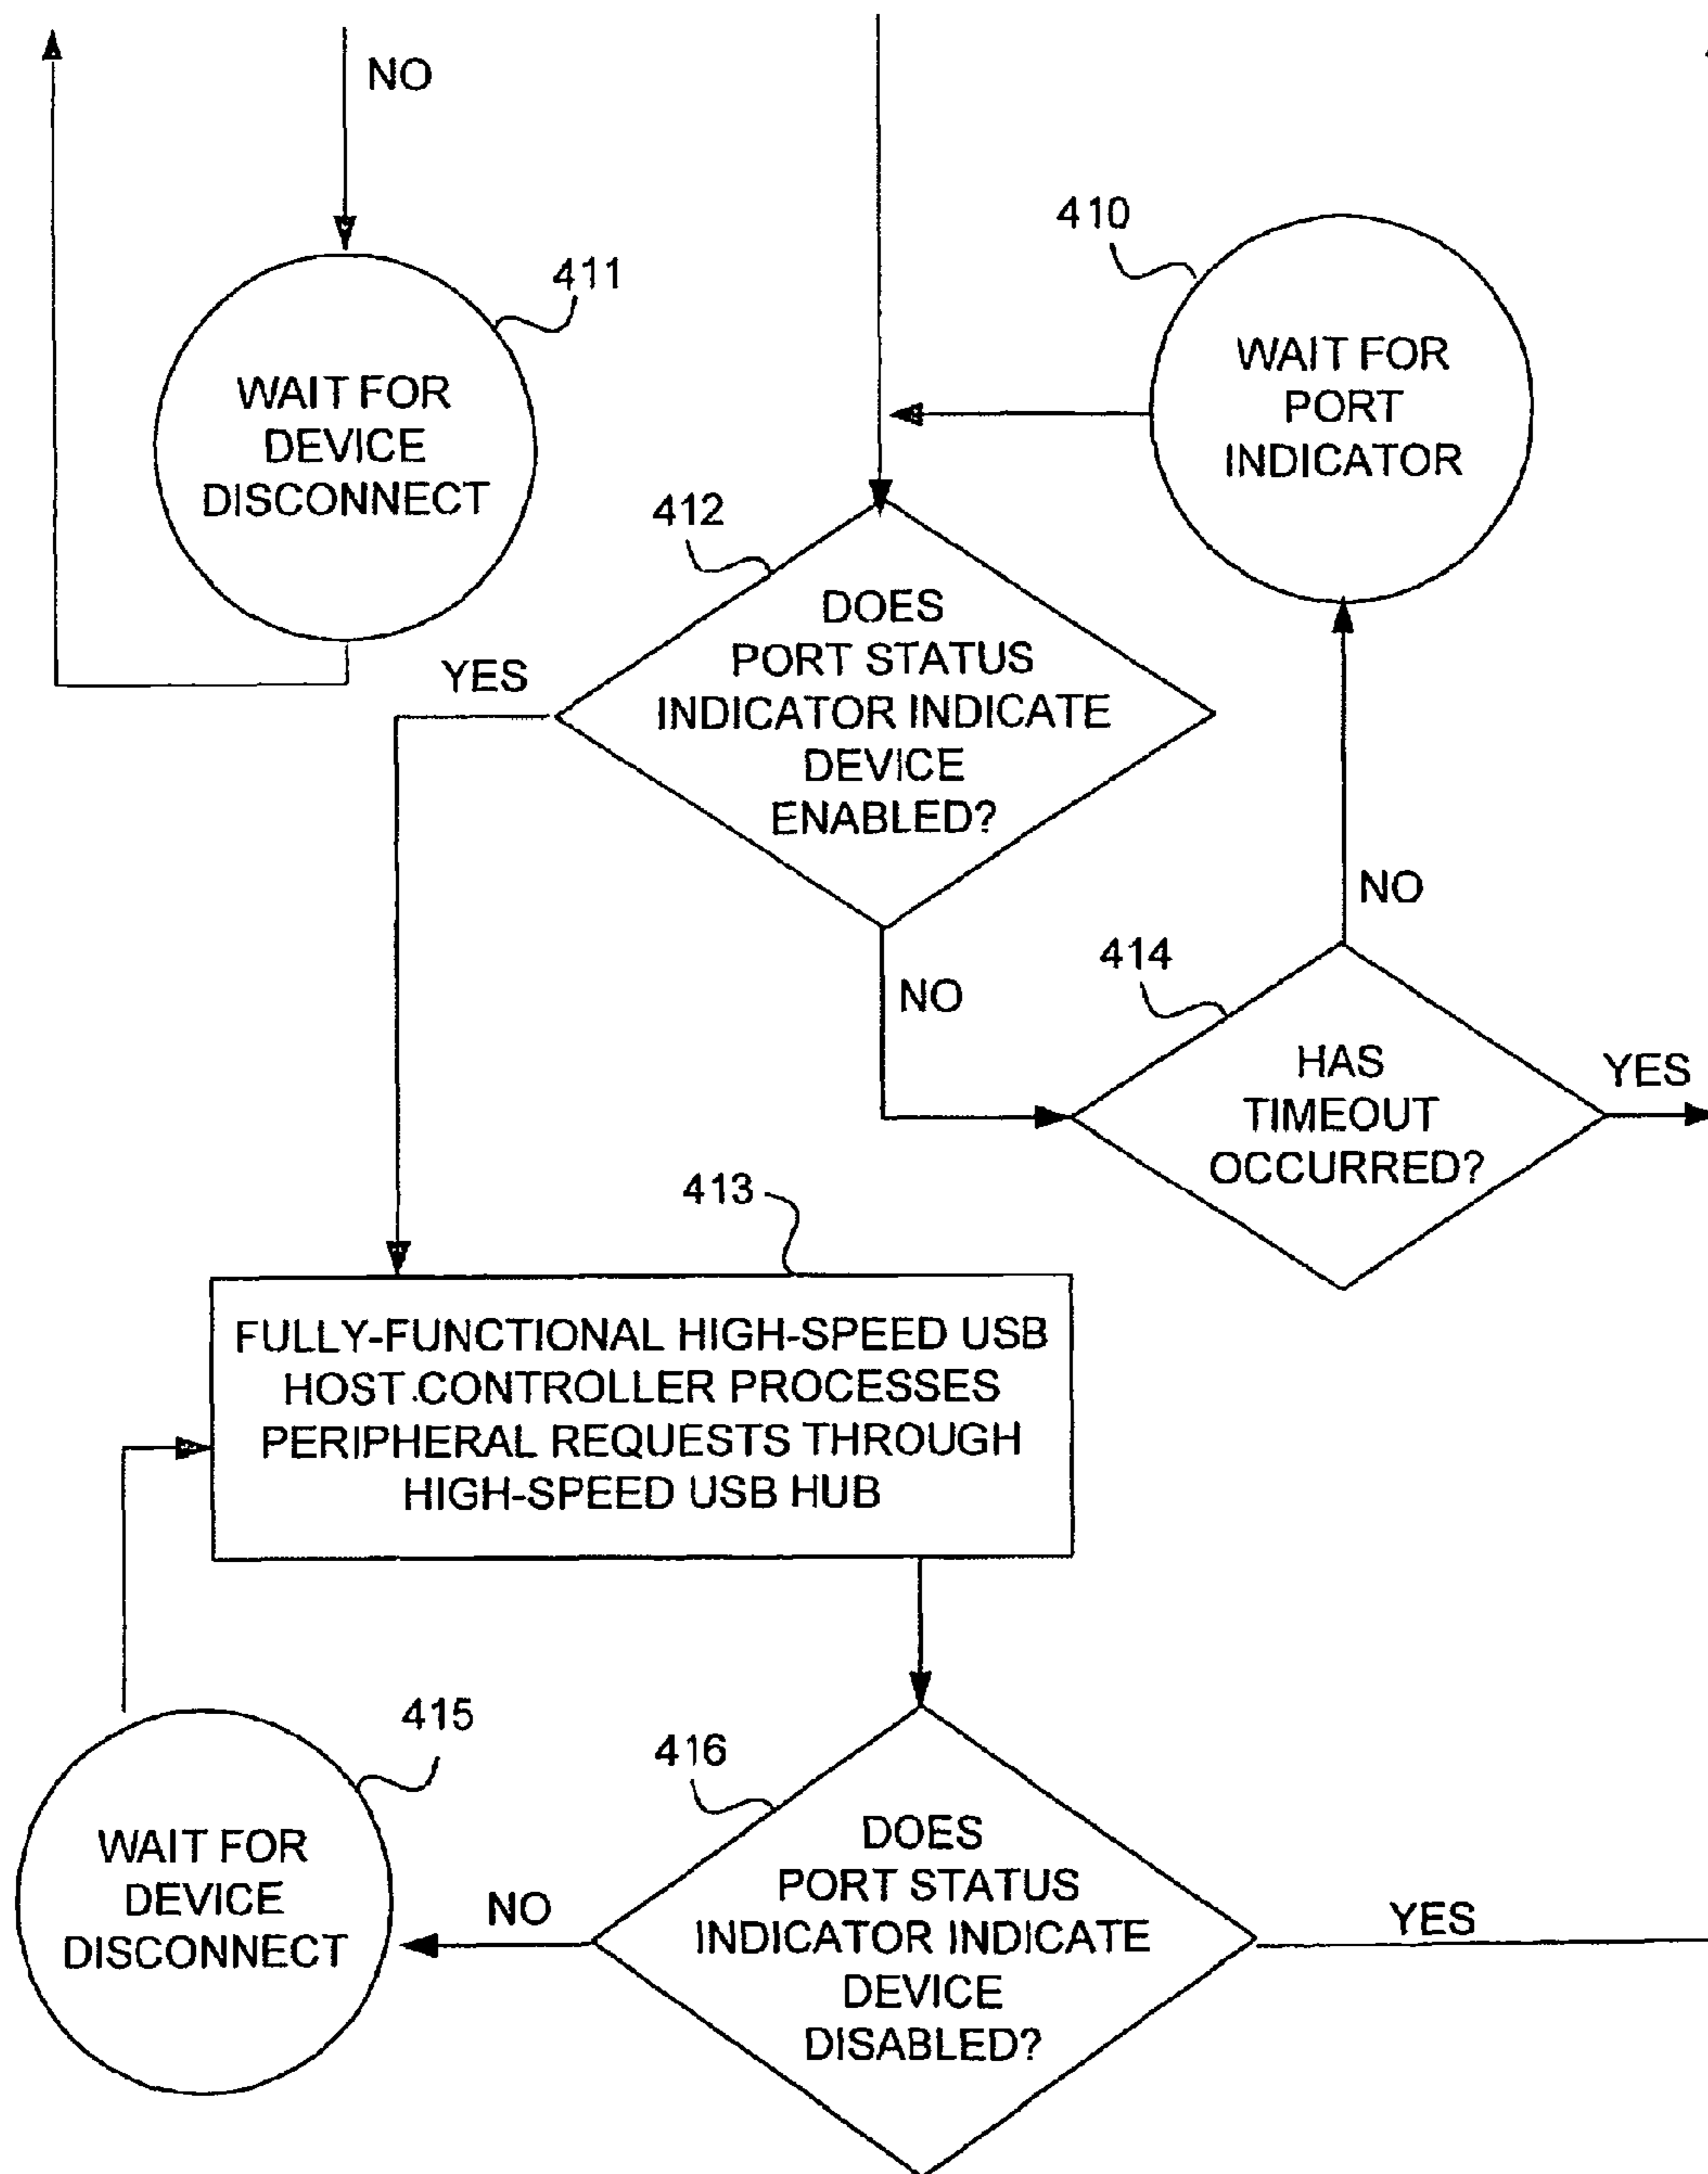 NO
410
411
WAIT FOR
PORT
INDICATOR
WAIT FOR
DEVICE
DISCONNECT
412
DOES
PORT STATUS
INDICATOR INDICATE
DEVICE
ENABLED?
YES
NO
NO
414
HAS
TIMEOUT
OCCURRED?
YES
413
FULLY-FUNCTIONAL HIGH-SPEED USB
HOST CONTROLLER PROCESSES
PERIPHERAL REQUESTS THROUGH
HIGH-SPEED USB HUB
415
WAIT FOR
DEVICE
DISCONNECT
416
DOES
PORT STATUS
INDICATOR INDICATE
DEVICE
DISABLED?
NO
YES